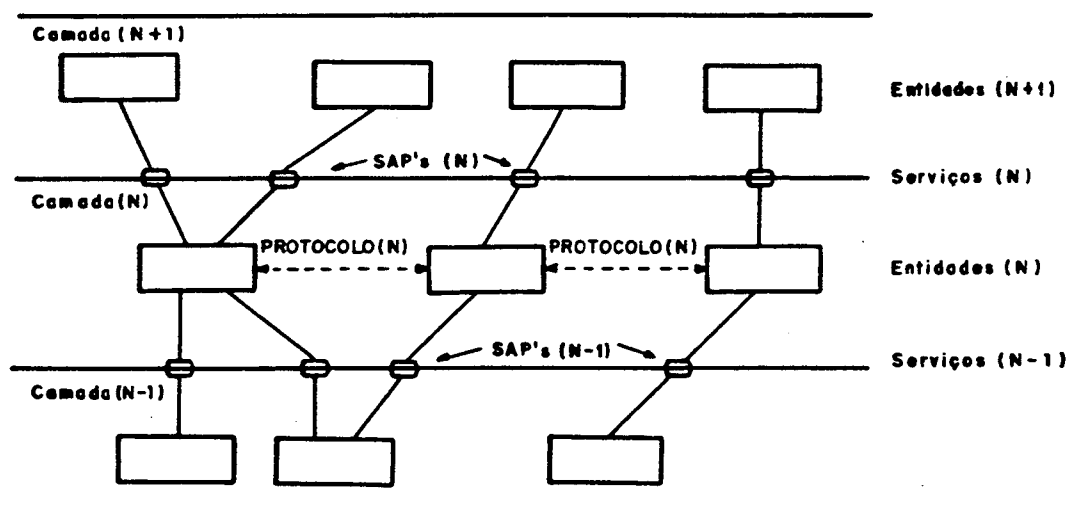 Camada (N+1)
Entidades (N+1)
SAP's (N)
Serviços (N)
Camada(N)
PROTOCOLO(N)
PROTOCOLO(N)
Entidades (N)
SAP's (N-1)
Serviços (N-1)
Camada(N-1)